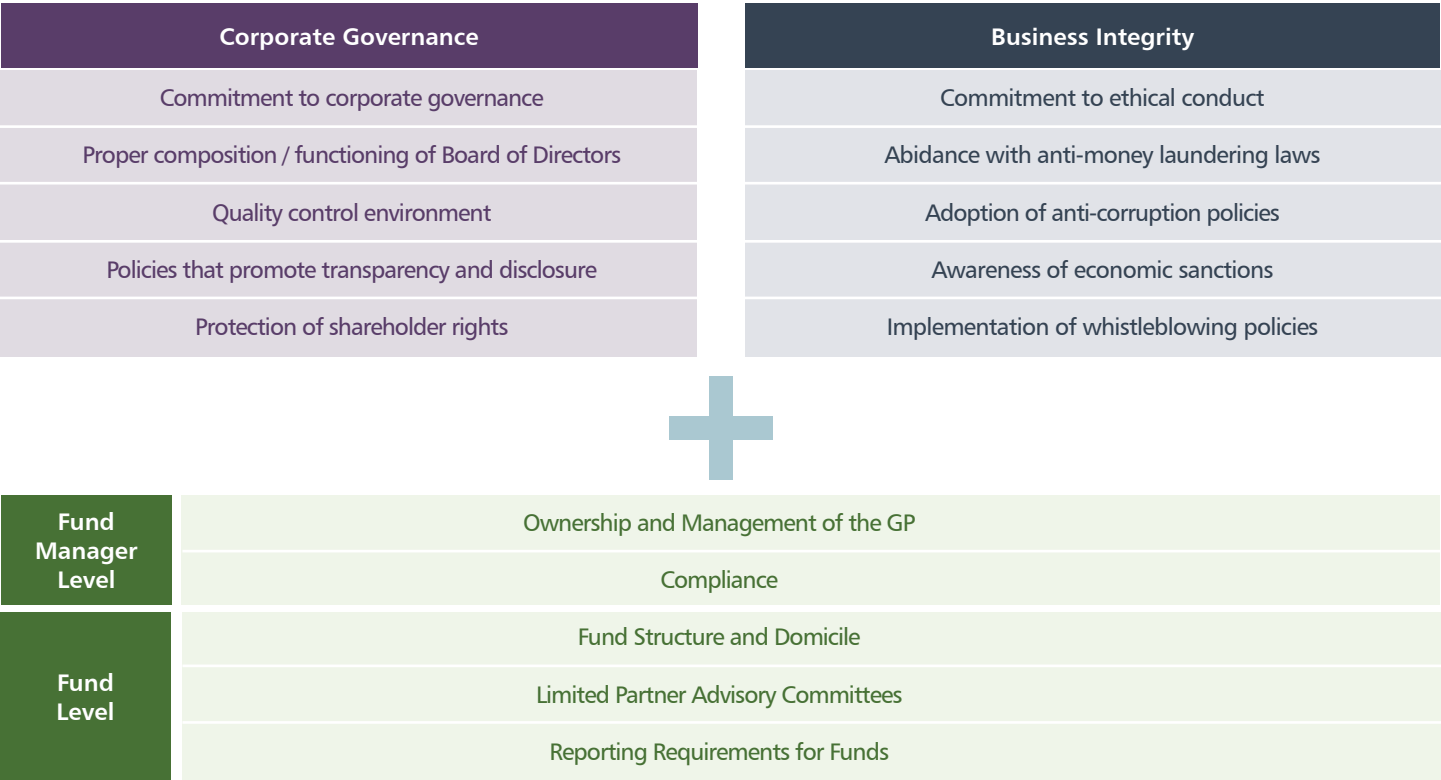 Corporate Governance
Commitment to corporate governance
Proper composition / functioning of Board of Directors
Quality control environment
Policies that promote transparency and disclosure
Protection of shareholder rights
Business Integrity
Commitment to ethical conduct
Abidance with anti-money laundering laws
Adoption of anti-corruption policies
Awareness of economic sanctions
Implementation of whistleblowing policies
Fund
Manager
Level
Ownership and Management of the GP
Compliance
Fund
Level
Fund Structure and Domicile
Limited Partner Advisory Committees
Reporting Requirements for Funds